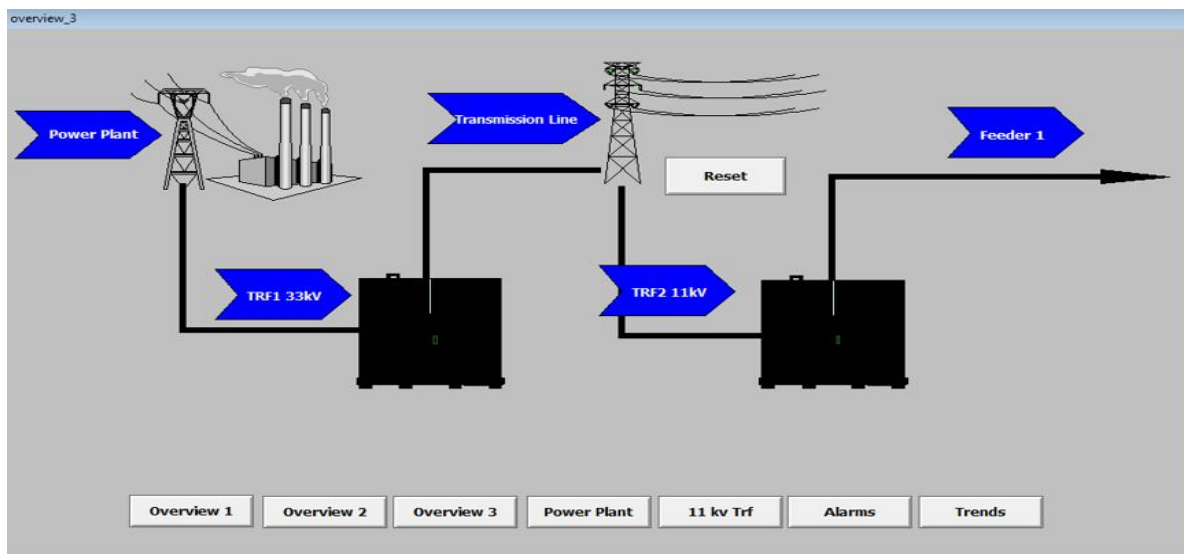 overview_3
Power Plant
Transmission Line
Feeder 1
Reset
TRF1 33kV
TRF2 11kV
Overview 1
Overview 2
Overview 3
Power Plant
11 kv Trf
Alarms
Trends